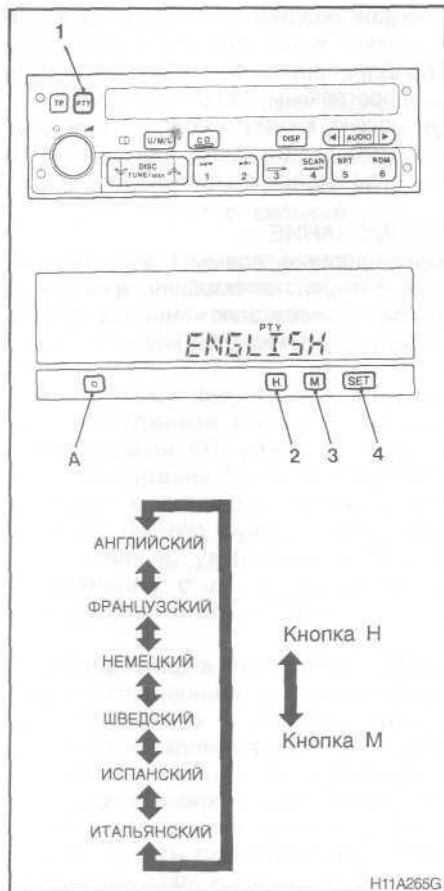 1
TP PTY
U/M/L CD DISP AUDIO
DISC SCAN RPT RDM
TUNE/SEEK 1 2 3 4 5 6
PTY
ENGLISH
H M SET
A 2 3 4
АНГЛИЙСКИЙ
ФРАНЦУЗСКИЙ
НЕМЕЦКИЙ
ШВЕДСКИЙ
ИСПАНСКИЙ
ИТАЛЬЯНСКИЙ
Кнопка H
Кнопка M
H11A265G